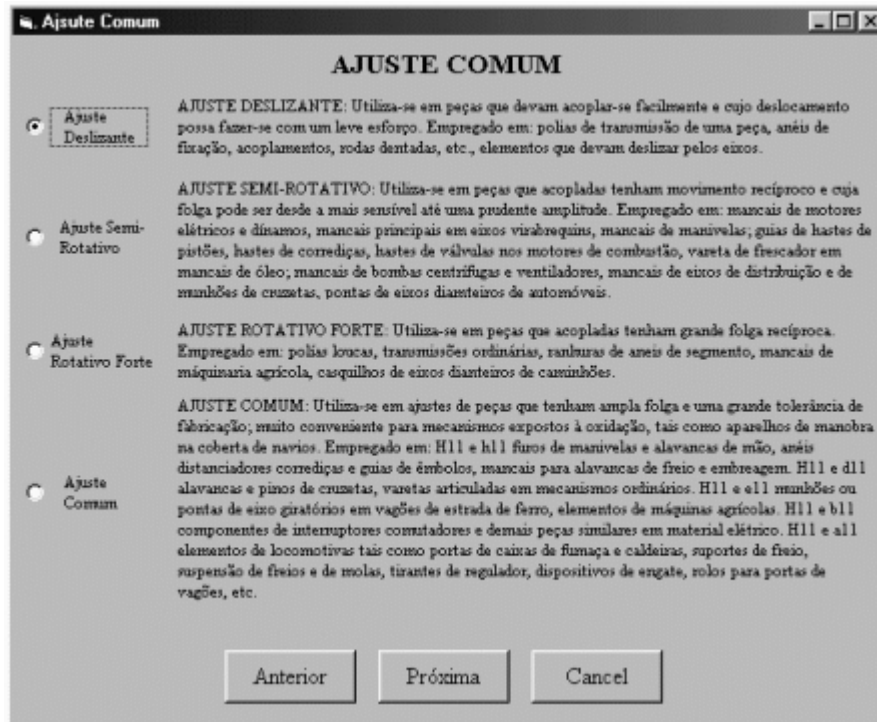 Ajsute Comum
AJUSTE COMUM
Ajuste
Deslizante
AJUSTE DESLIZANTE: Utiliza-se em peças que devam acoplar-se facilmente e cujo deslocamento
possa fazer-se com um leve esforço. Empregado em: polias de transmissão de uma peça, anéis de
fixação, acoplamentos, rodas dentadas, etc., elementos que devam deslizar pelos eixos.
Ajuste Semi-
Rotativo
AJUSTE SEMI-ROTATIVO: Utiliza-se em peças que acopladas tenham movimento recíproco e cuja
folga pode ser desde a mais sensível até uma prudente amplitude. Empregado em: mancais de motores
elétricos e dínamos, mancais principais em eixos virabrequins, mancais de manivelas; guias de hastes de
pistões, hastes de corrediças, hastes de válvulas nos motores de combustão, vareta de frescador em
mancais de óleo; mancais de bombas centrífugas e ventiladores, mancais de eixos de distribuição e de
munhões de cruzetas, pontas de eixos diamteiros de automóveis.
Ajuste
Rotativo Forte
AJUSTE ROTATIVO FORTE: Utiliza-se em peças que acopladas tenham grande folga recíproca.
Empregado em: polías loucas, transmissões ordinárias, ranhuras de aneis de segmento, mancais de
máquinaria agrícola, casquilhos de eixos dianteiros de caminhões.
Ajuste
Comum
AJUSTE COMUM: Utiliza-se em ajustes de peças que tenham ampla folga e uma grande tolerância de
fabricação; muito conveniente para mecanismos expostos à oxidação, tais como aparelhos de manobra
na coberta de navios. Empregado em: H11 e h11 furos de manivelas e alavancas de mão, anéis
distanciadores corrediças e guias de êmbolos, mancais para alavancas de freio e embreagem. H11 e d11
alavancas e pinos de cruzetas, varetas articuladas em mecanismos ordinários. H11 e e11 munhões ou
pontas de eixo giratórios em vagões de estrada de ferro, elementos de máquinas agrícolas. H11 e b11
componentes de interruptores comutadores e demais peças similares em material elétrico. H11 e a11
elementos de locomotivas tais como portas de caixas de fumaça e caldeiras, suportes de freio,
suspensão de freios e de molas, tirantes de regulador, dispositivos de engate, rolos para portas de
vagões, etc.
Anterior Próxima Cancel